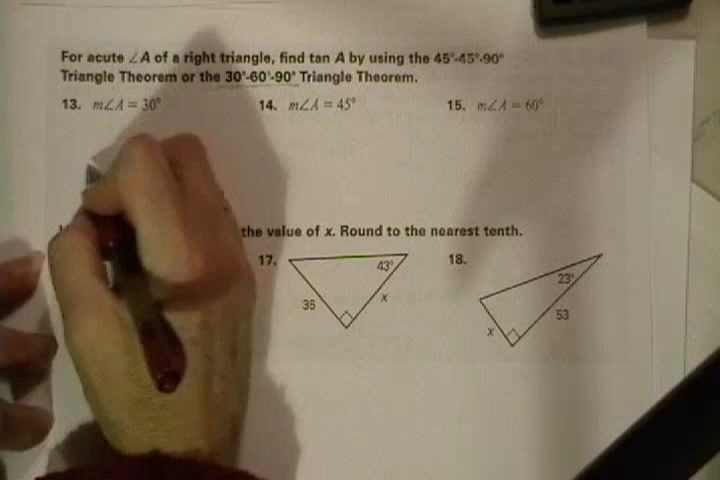 For acute ∠A of a right triangle, find tan A by using the 45°-45°-90°
Triangle Theorem or the 30°-60°-90° Triangle Theorem.
13. m∠A = 30°
14. m∠A = 45°
15. m∠A = 60°
the value of x. Round to the nearest tenth.
17.
43°
35
x
18.
23°
53
x